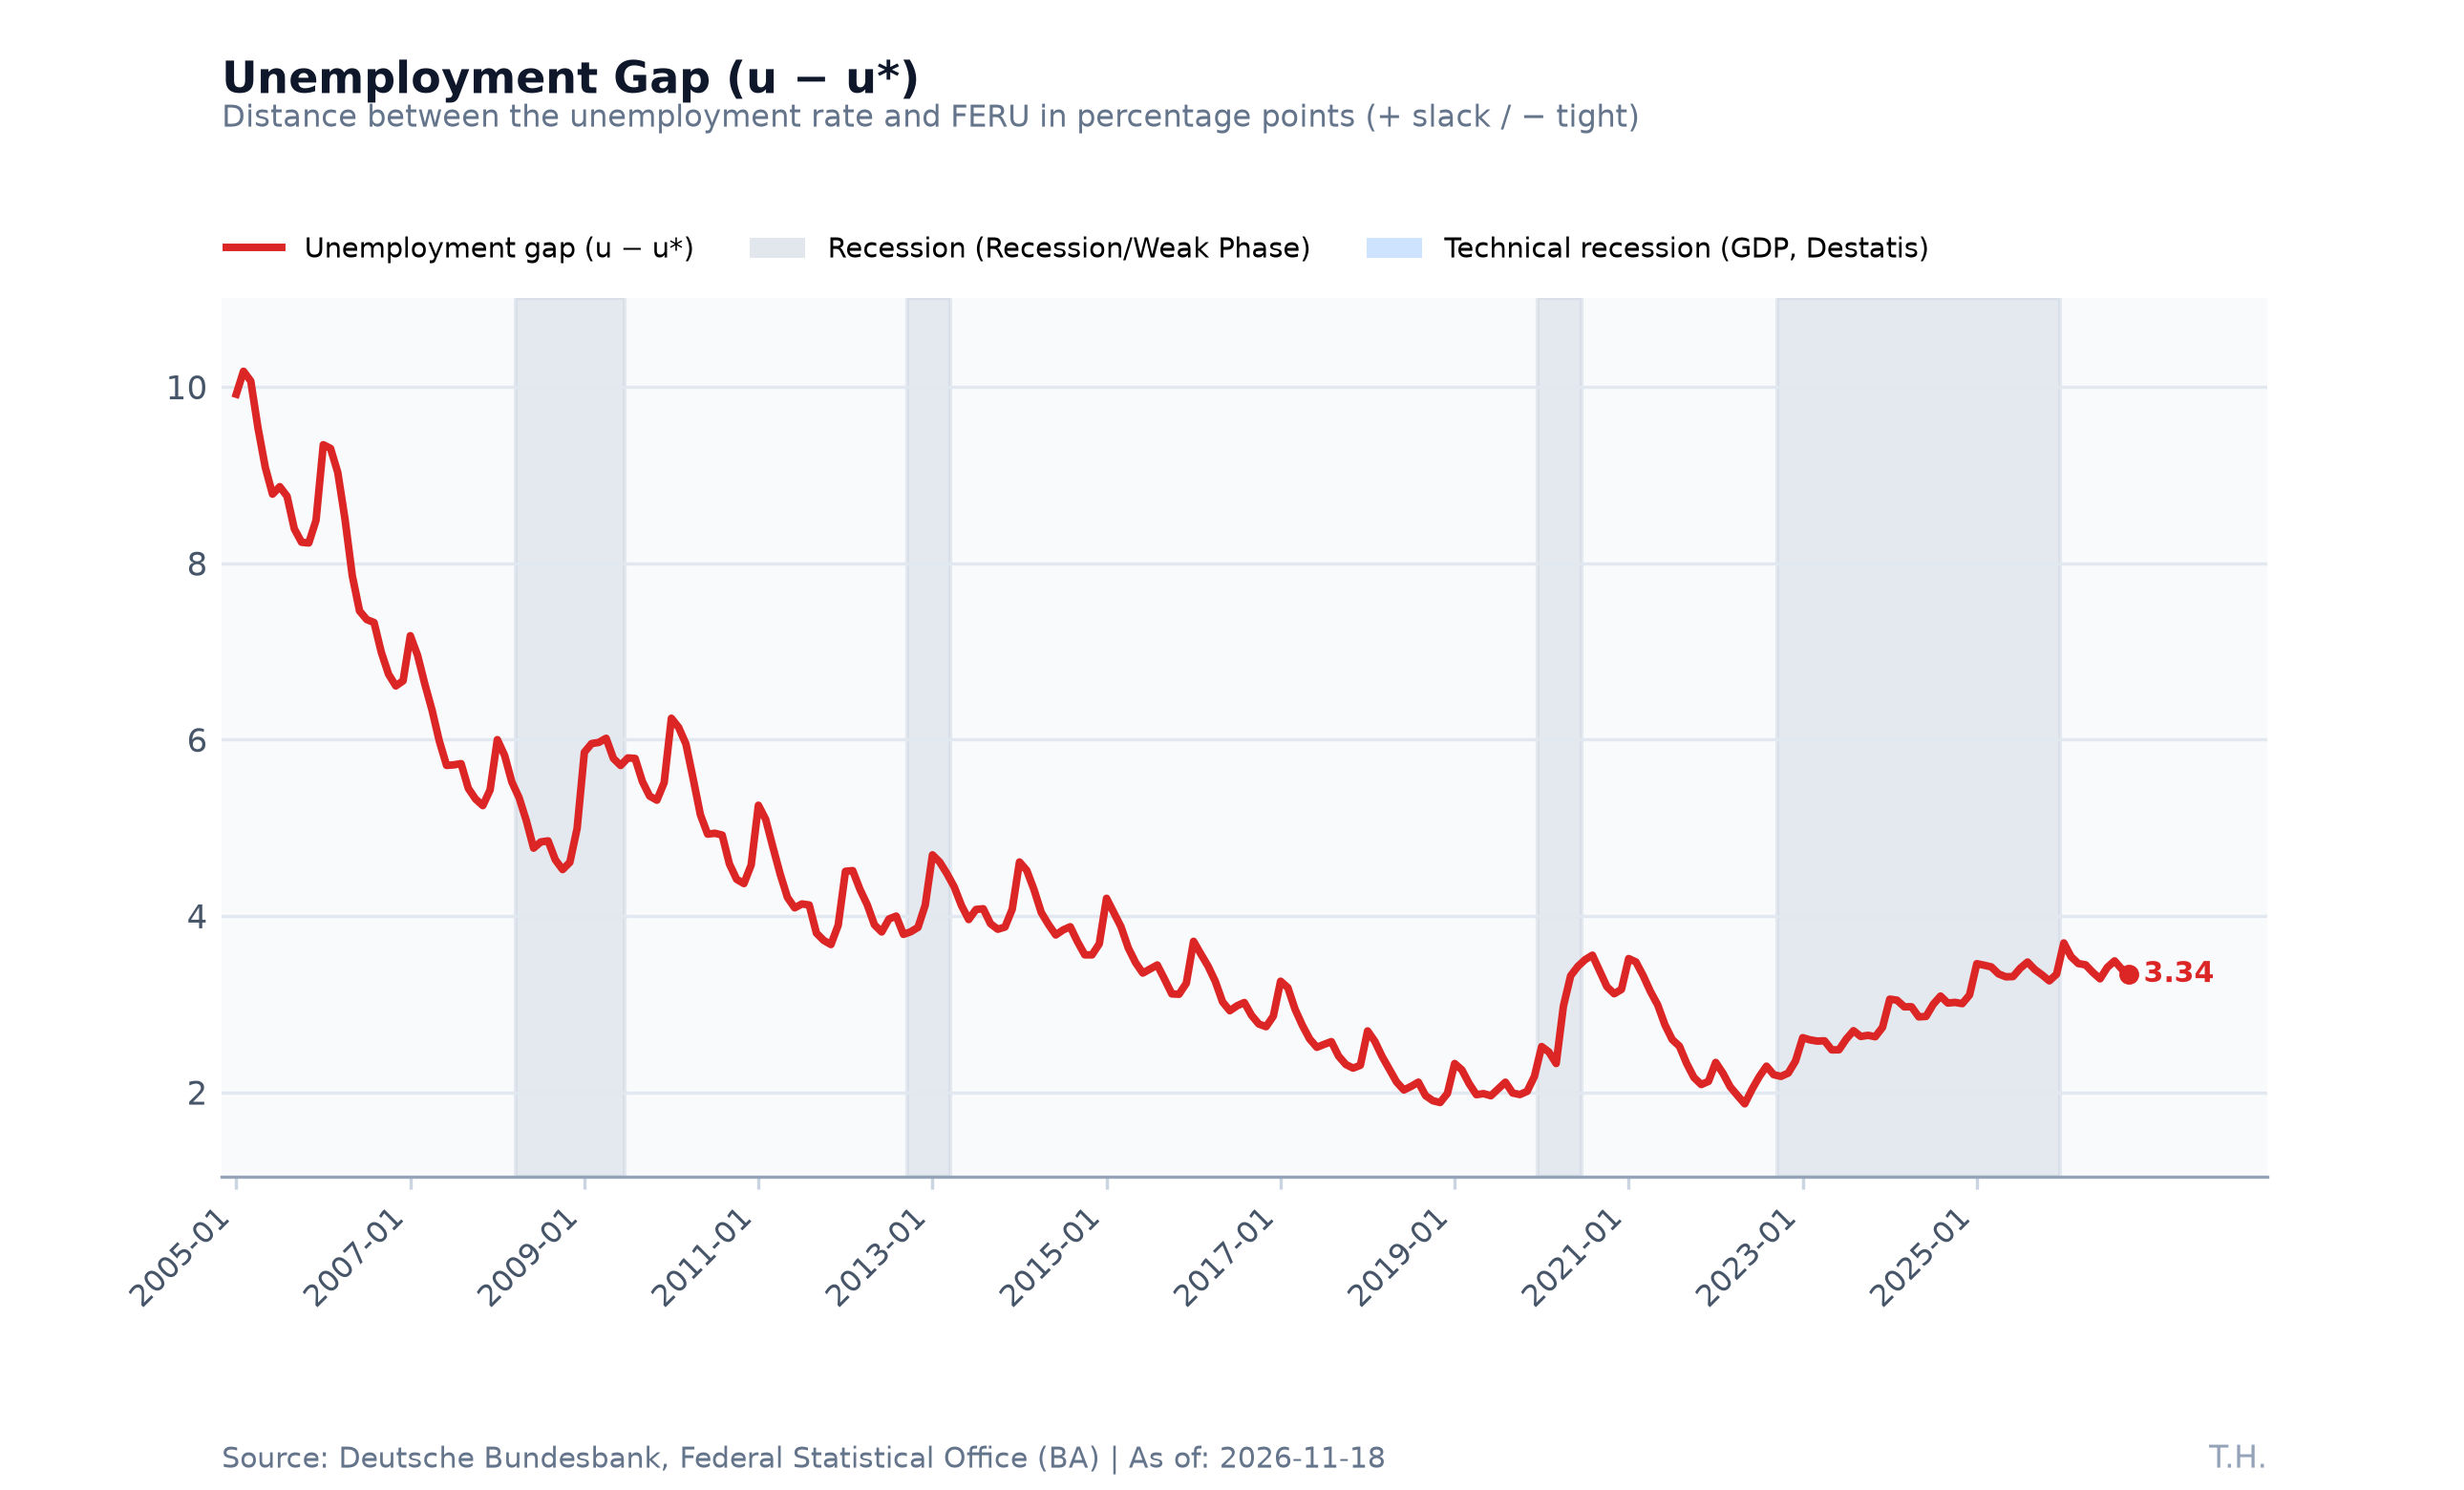 Unemployment Gap (u − u*)
Distance between the unemployment rate and FERU in percentage points (+ slack / − tight)
Unemployment gap (u − u*)
Recession (Recession/Weak Phase)
Technical recession (GDP, Destatis)
10
8
6
4
2
3.34
2005-01
2007-01
2009-01
2011-01
2013-01
2015-01
2017-01
2019-01
2021-01
2023-01
2025-01
Source: Deutsche Bundesbank, Federal Statistical Office (BA) | As of: 2026-11-18
T.H.